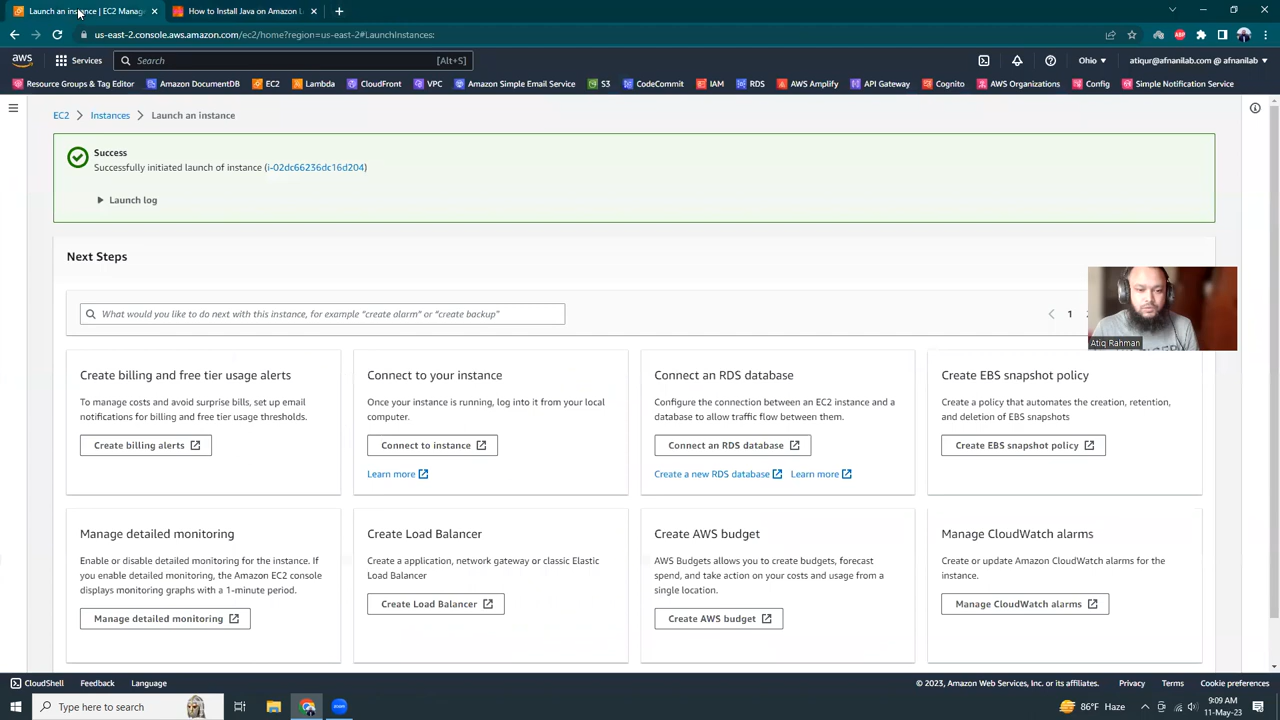 Launch an instance | EC2 Manag
How to Install Java on Amazon L
us-east-2.console.aws.amazon.com/ec2/home?region=us-east-2#LaunchInstances:
aws
Services
Search
[Alt+S]
Ohio
atiqur@afnanilab.com @ afnanilab
Resource Groups & Tag Editor
Amazon DocumentDB
EC2
Lambda
CloudFront
VPC
Amazon Simple Email Service
S3
CodeCommit
IAM
RDS
AWS Amplify
API Gateway
Cognito
AWS Organizations
Config
Simple Notification Service
EC2 > Instances > Launch an instance
Success
Successfully initiated launch of instance (i-02dc66236dc16d204)
Launch log
Next Steps
What would you like to do next with this instance, for example "create alarm" or "create backup"
1
Create billing and free tier usage alerts
To manage costs and avoid surprise bills, set up email
notifications for billing and free tier usage thresholds.
Create billing alerts
Connect to your instance
Once your instance is running, log into it from your local
computer.
Connect to instance
Learn more
Connect an RDS database
Configure the connection between an EC2 instance and a
database to allow traffic flow between them.
Connect an RDS database
Create a new RDS database
Learn more
Create EBS snapshot policy
Create a policy that automates the creation, retention,
and deletion of EBS snapshots
Create EBS snapshot policy
Atiq Rahman
Manage detailed monitoring
Enable or disable detailed monitoring for the instance. If
you enable detailed monitoring, the Amazon EC2 console
displays monitoring graphs with a 1-minute period.
Manage detailed monitoring
Create Load Balancer
Create a application, network gateway or classic Elastic
Load Balancer
Create Load Balancer
Create AWS budget
AWS Budgets allows you to create budgets, forecast
spend, and take action on your costs and usage from a
single location.
Create AWS budget
Manage CloudWatch alarms
Create or update Amazon CloudWatch alarms for the
instance.
Manage CloudWatch alarms
CloudShell
Feedback
Language
© 2023, Amazon Web Services, Inc. or its affiliates.
Privacy
Terms
Cookie preferences
Type here to search
zoom
86°F Haze
9:09 AM
11-May-23